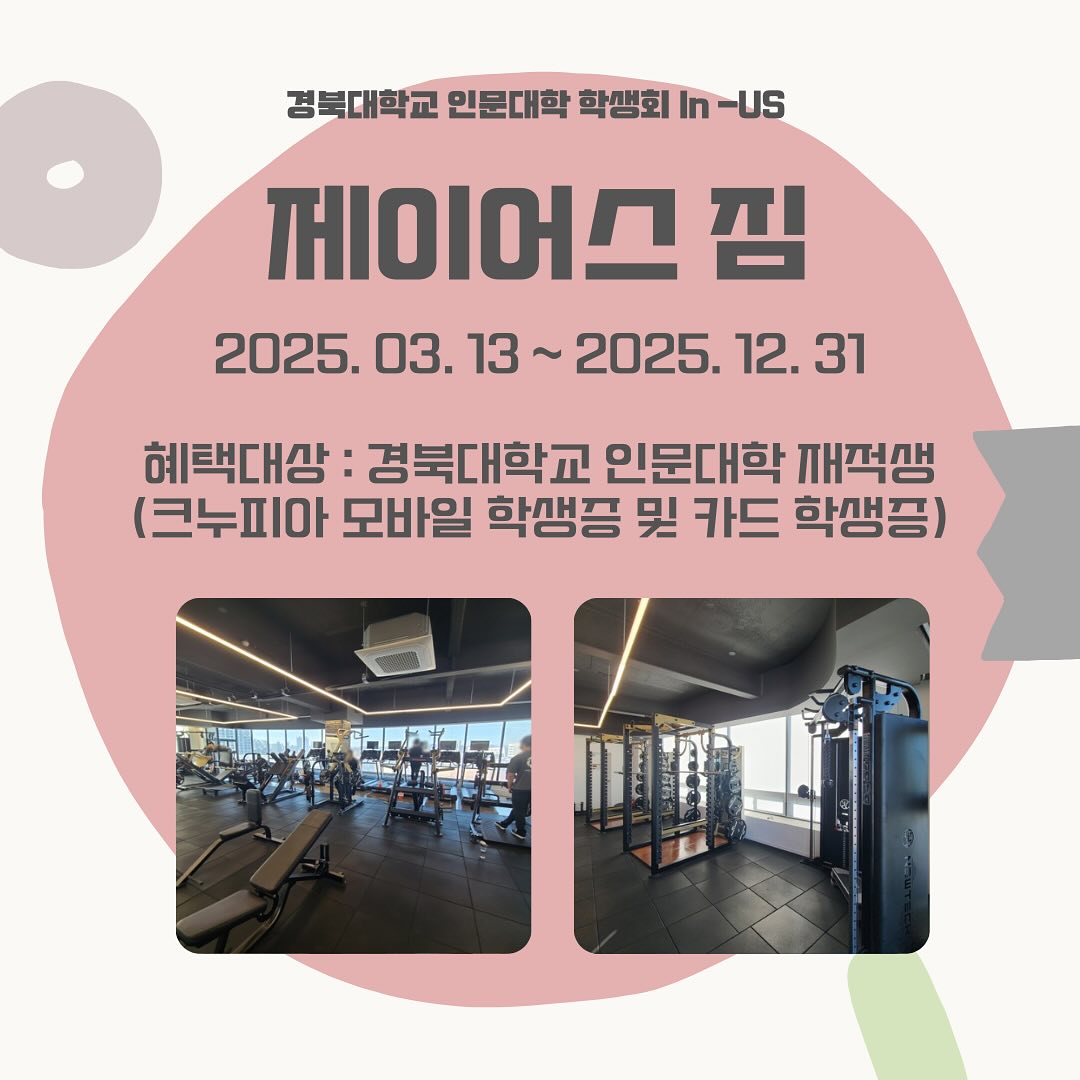 경북대학교 인문대학 학생회 In -US
제이어스 짐
2025. 03. 13 ~ 2025. 12. 31
혜택대상 : 경북대학교 인문대학 재적생
(크누피아 모바일 학생증 및 카드 학생증)
NEWTECH